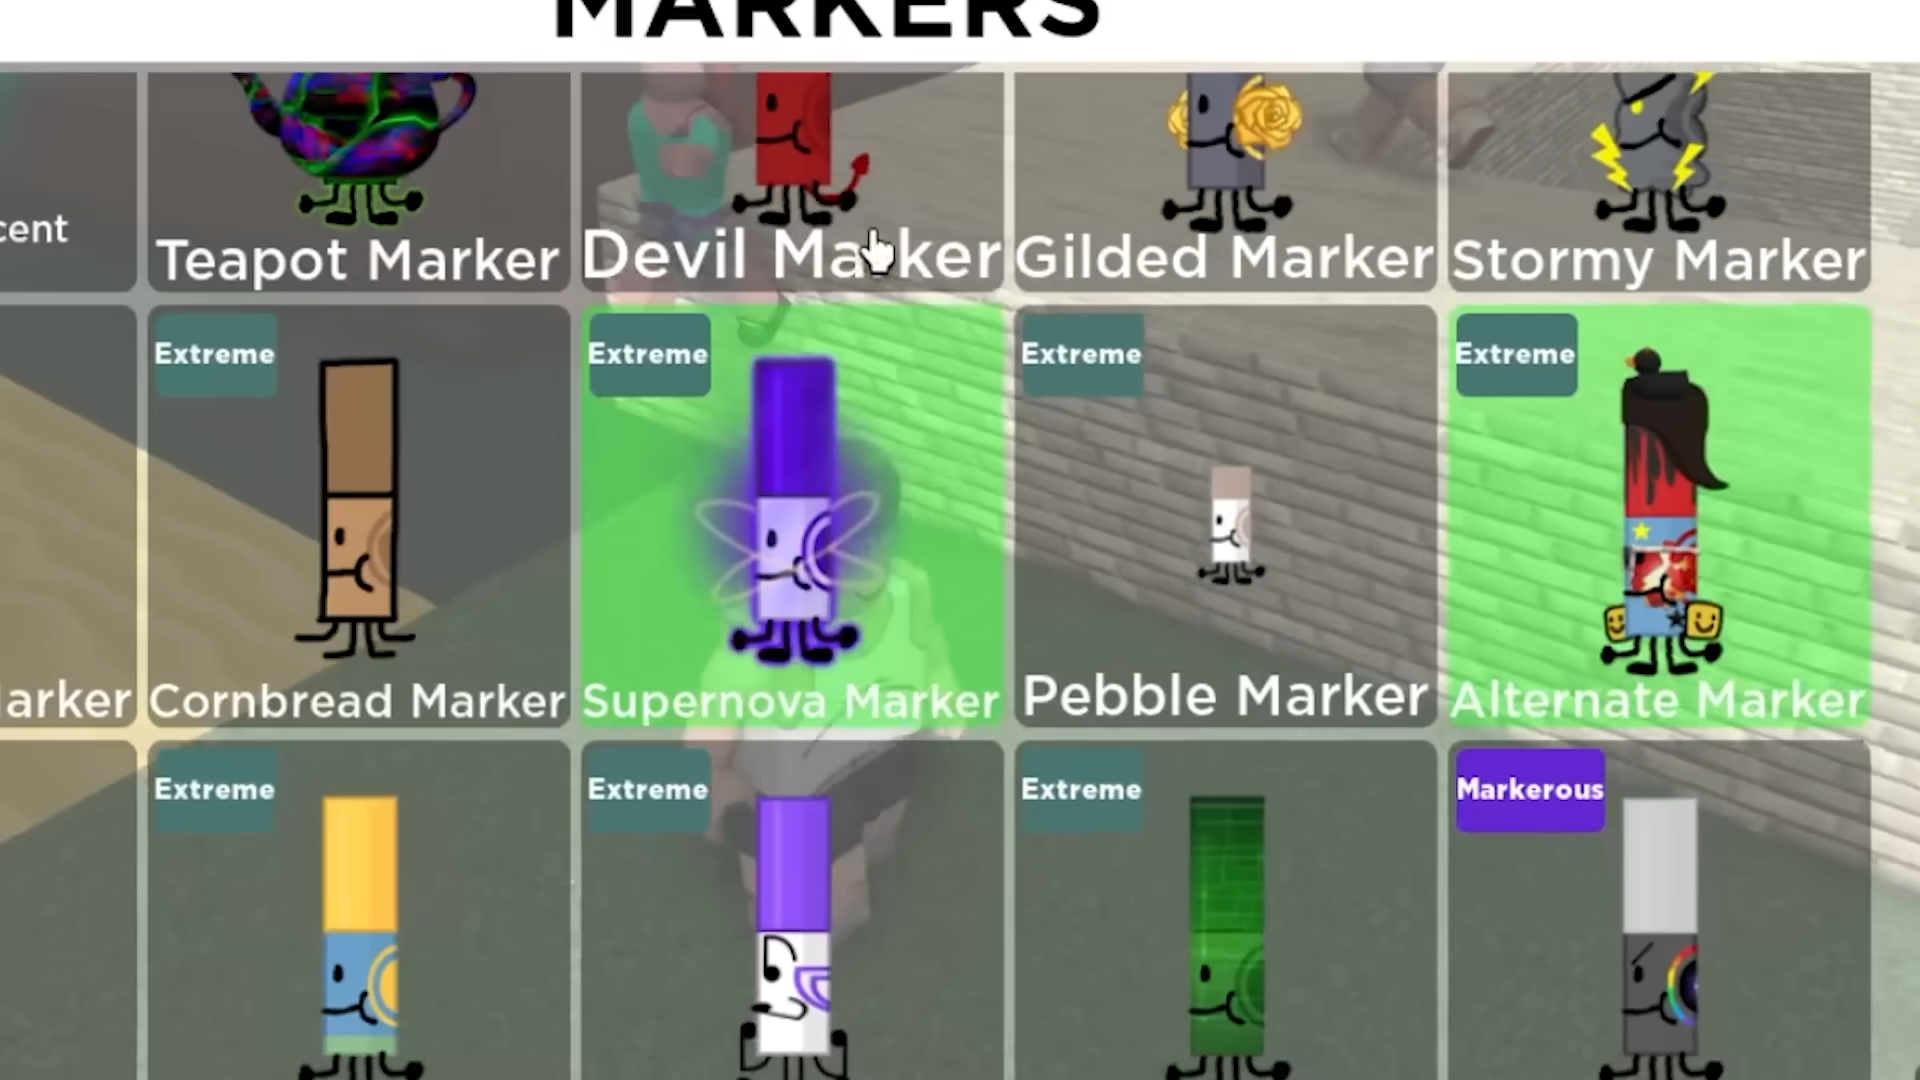 MARKERS
cent
Teapot Marker
Devil Marker
Gilded Marker
Stormy Marker
Extreme
Extreme
Extreme
Extreme
arker
Cornbread Marker
Supernova Marker
Pebble Marker
Alternate Marker
Extreme
Extreme
Extreme
Markerous